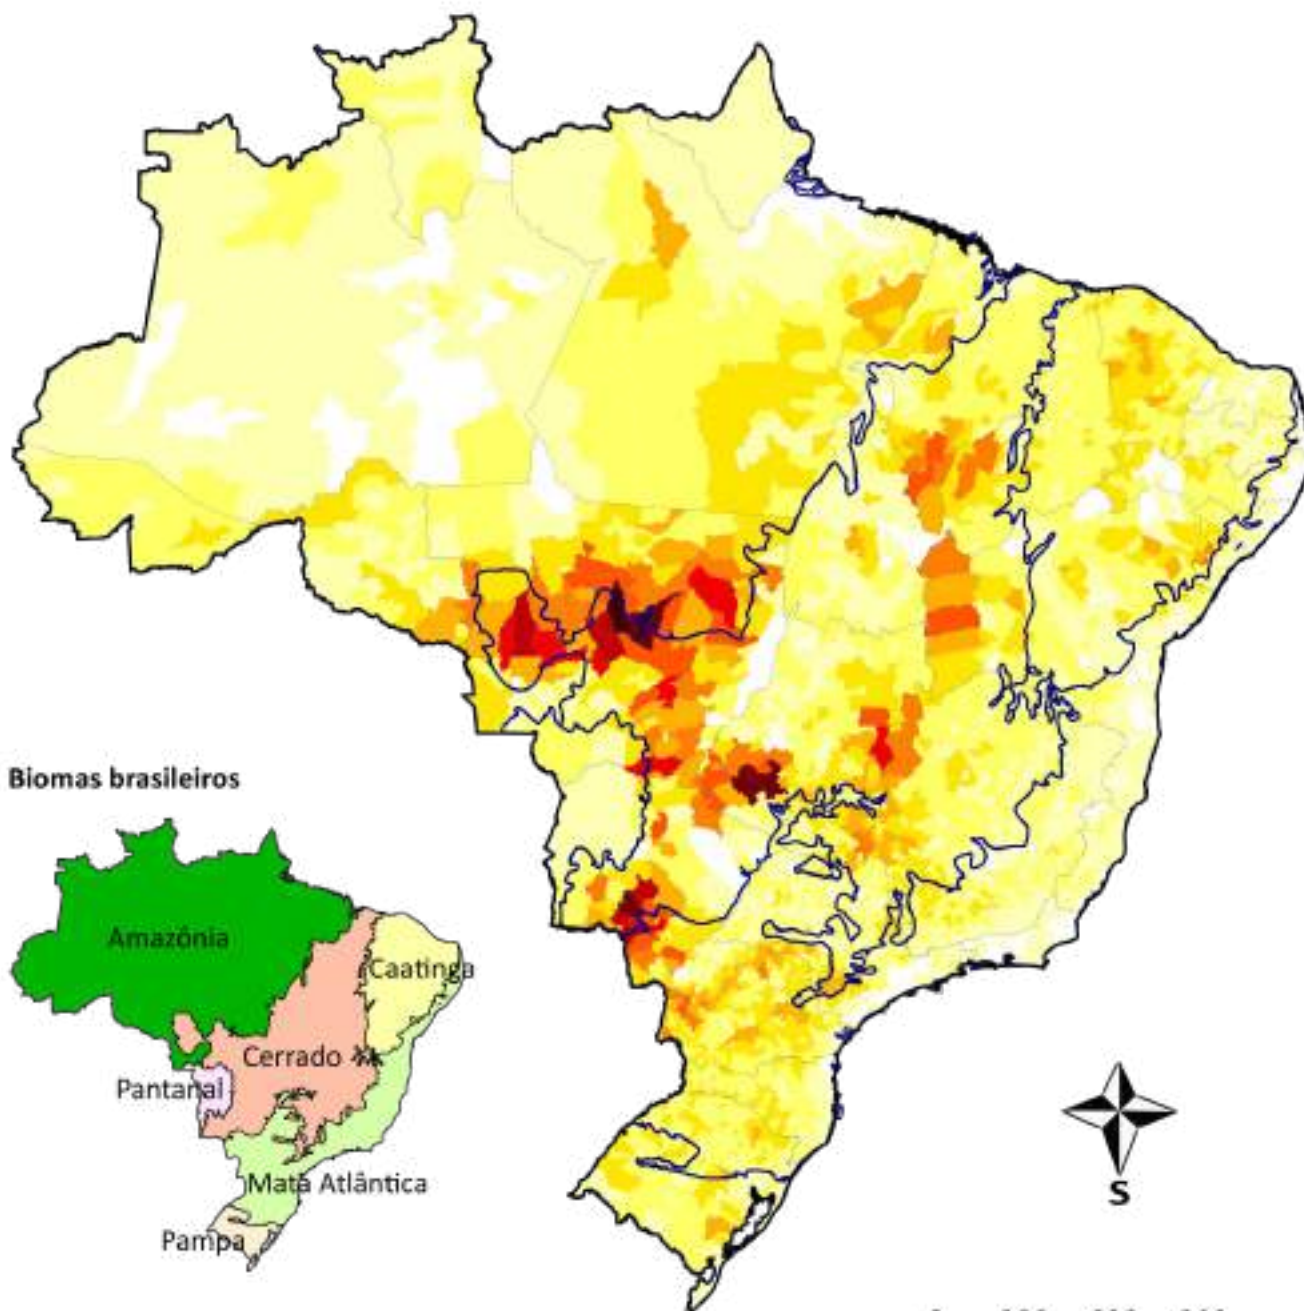 Biomas brasileiros
Amazônia
Caatinga
Cerrado
Pantanal
Mata Atlântica
Pampa
S